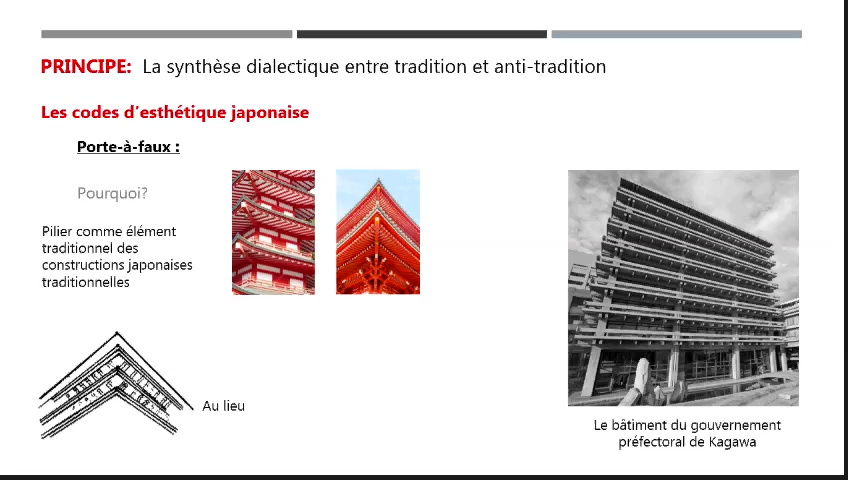 PRINCIPE: La synthèse dialectique entre tradition et anti-tradition
Les codes d'esthétique japonaise
Porte-à-faux :
Pourquoi?
Pilier comme élément
traditionnel des
constructions japonaises
traditionnelles
Au lieu
Le bâtiment du gouvernement
préfectoral de Kagawa